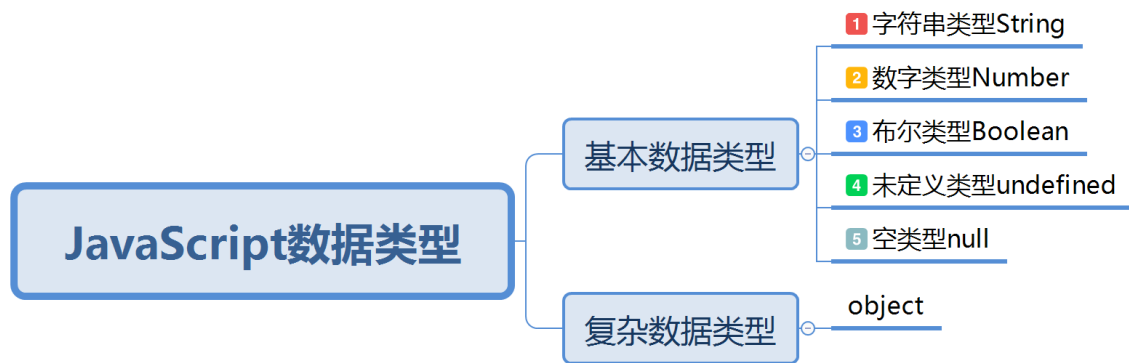 JavaScript数据类型
基本数据类型
1 字符串类型String
2 数字类型Number
3 布尔类型Boolean
4 未定义类型undefined
5 空类型null
复杂数据类型
object